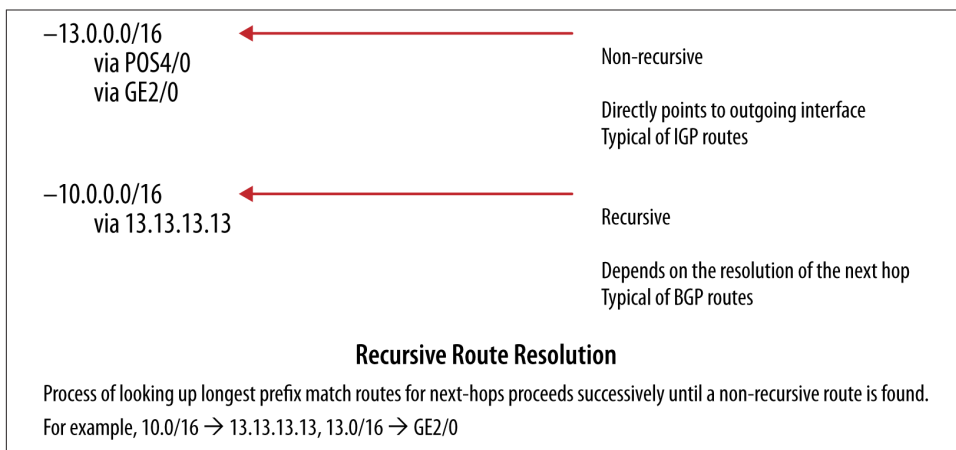 –13.0.0.0/16
via POS4/0
via GE2/0
Non-recursive
Directly points to outgoing interface
Typical of IGP routes
–10.0.0.0/16
via 13.13.13.13
Recursive
Depends on the resolution of the next hop
Typical of BGP routes
Recursive Route Resolution
Process of looking up longest prefix match routes for next-hops proceeds successively until a non-recursive route is found.
For example, 10.0/16 → 13.13.13.13, 13.0/16 → GE2/0